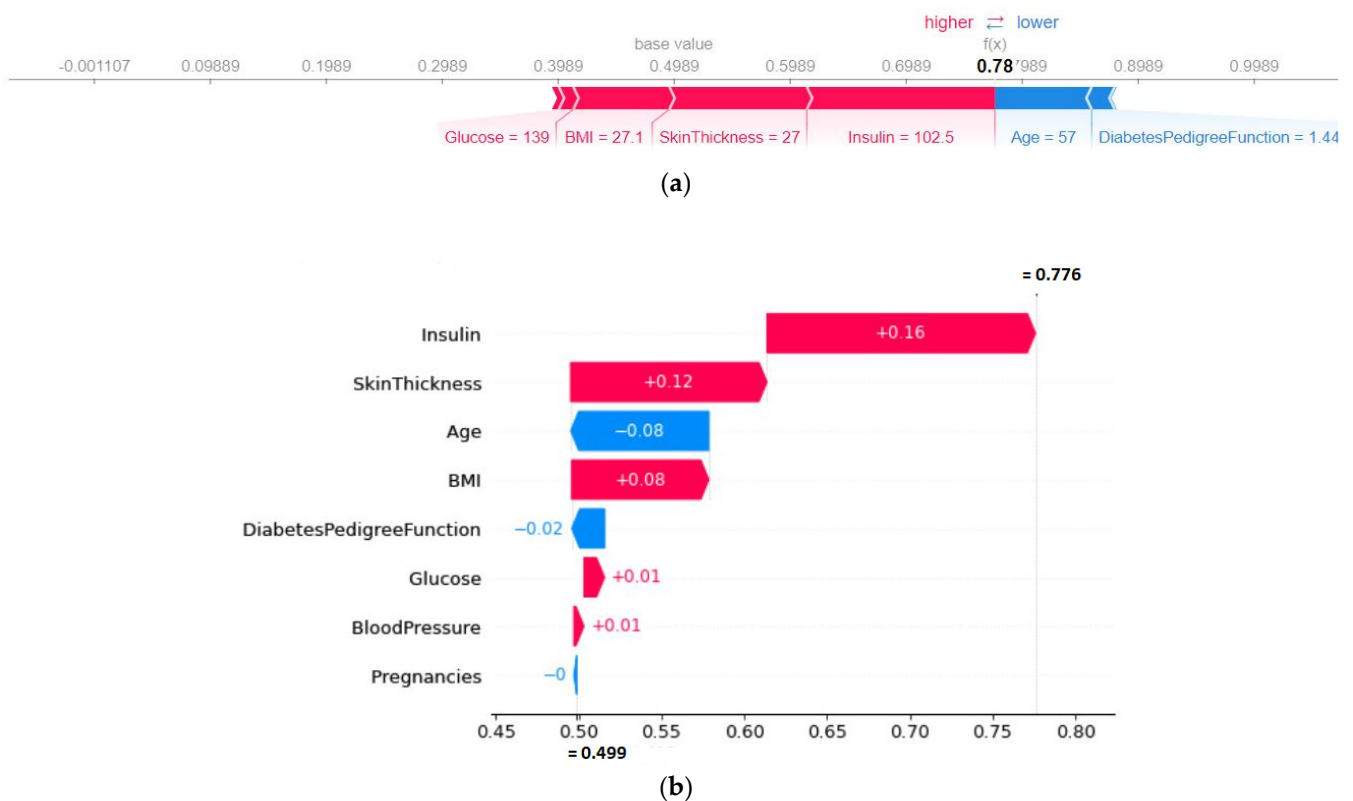 higher ⇄ lower
base value f(x)
-0.001107 0.09889 0.1989 0.2989 0.3989 0.4989 0.5989 0.6989 0.78 7989 0.8989 0.9989
Glucose = 139 BMI = 27.1 SkinThickness = 27 Insulin = 102.5 Age = 57 DiabetesPedigreeFunction = 1.44
(a)
= 0.776
Insulin +0.16
SkinThickness +0.12
Age −0.08
BMI +0.08
DiabetesPedigreeFunction −0.02
Glucose +0.01
BloodPressure +0.01
Pregnancies −0
0.45 0.50 0.55 0.60 0.65 0.70 0.75 0.80
= 0.499
(b)